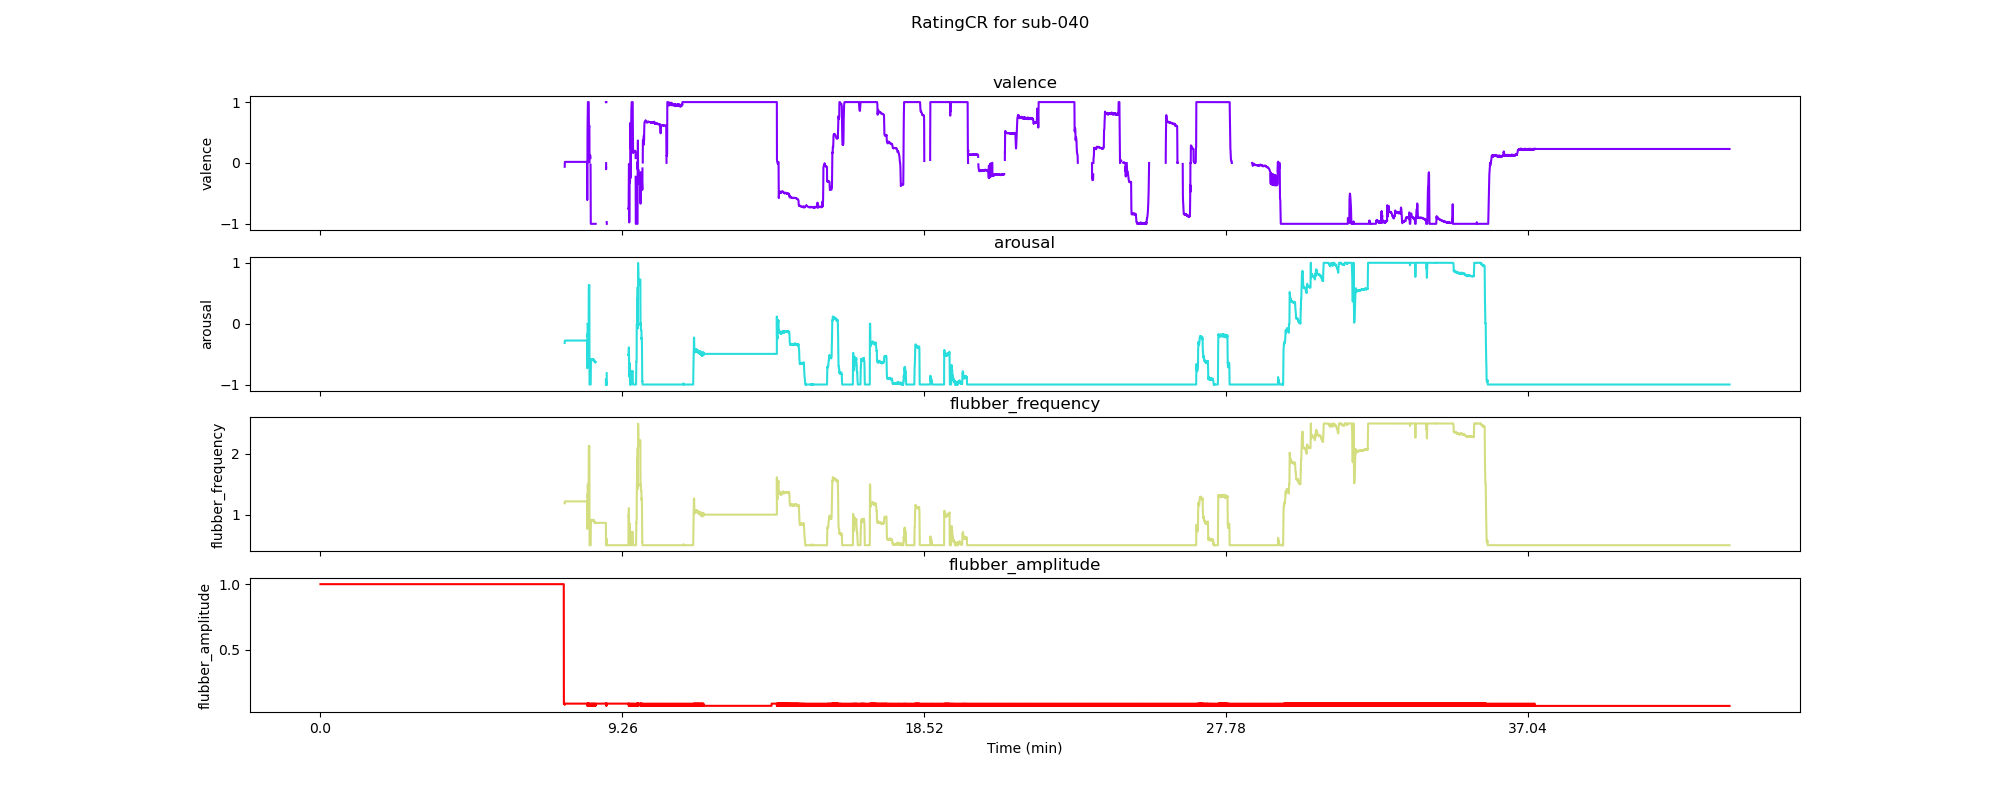 RatingCR for sub-040
valence
valence
1
0
−1
arousal
arousal
1
0
−1
flubber_frequency
flubber_frequency
2
1
flubber_amplitude
flubber_amplitude
1.0
0.5
0.0 9.26 18.52 27.78 37.04
Time (min)